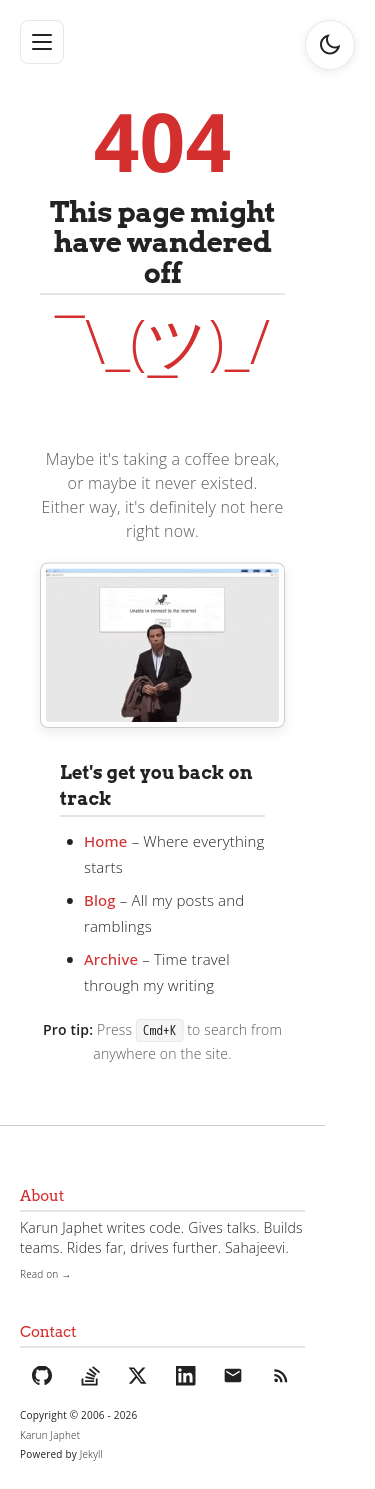 404
This page might
have wandered
off
¯\_(ツ)_/¯
Maybe it's taking a coffee break,
or maybe it never existed.
Either way, it's definitely not here
right now.
Unable to connect to the Internet
Let's get you back on
track
Home – Where everything
starts
Blog – All my posts and
ramblings
Archive – Time travel
through my writing
Pro tip: Press Cmd+K to search from
anywhere on the site.
About
Karun Japhet writes code. Gives talks. Builds
teams. Rides far, drives further. Sahajeevi.
Read on →
Contact
Copyright © 2006 - 2026
Karun Japhet
Powered by Jekyll